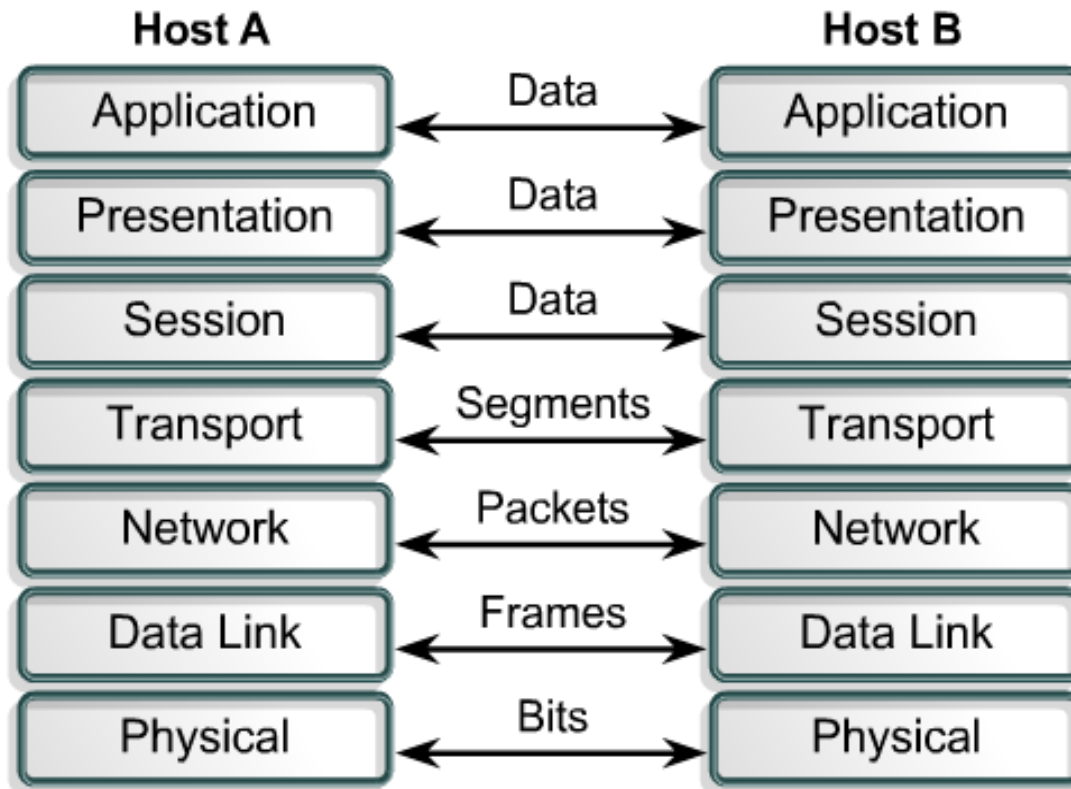 Host A
Host B
Application
Data
Application
Presentation
Data
Presentation
Session
Data
Session
Transport
Segments
Transport
Network
Packets
Network
Data Link
Frames
Data Link
Physical
Bits
Physical